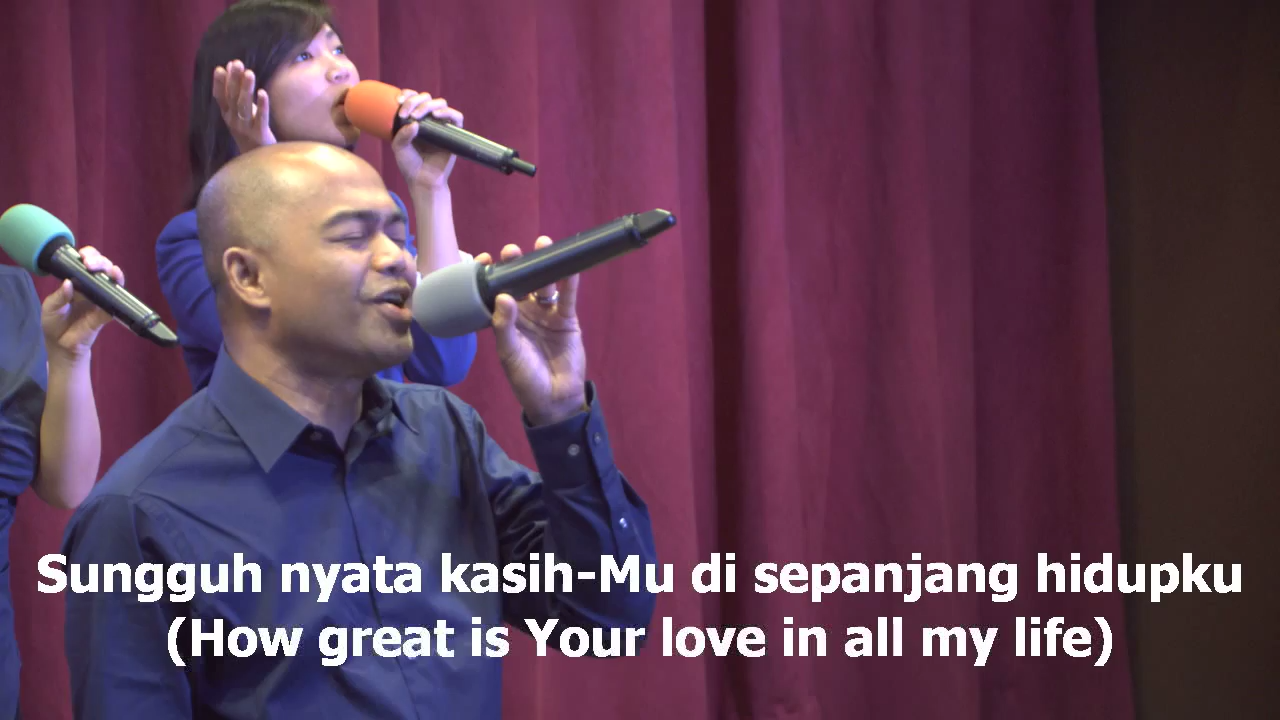 Sungguh nyata kasih-Mu di sepanjang hidupku
(How great is Your love in all my life)